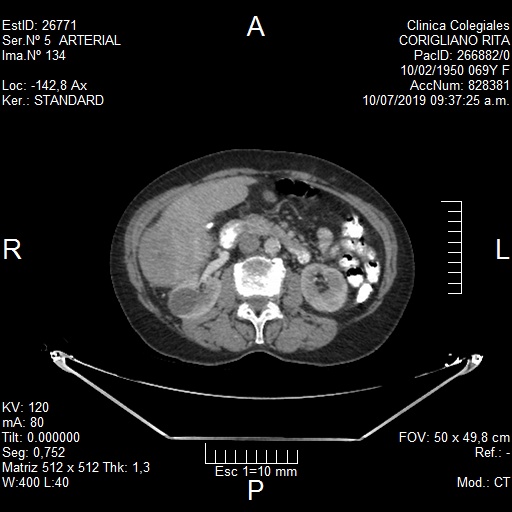 EstID: 26771
Ser.Nº 5 ARTERIAL
Ima.Nº 134
Loc: -142,8 Ax
Ker.: STANDARD
A
Clinica Colegiales
CORIGLIANO RITA
PacID: 266882/0
10/02/1950 069Y F
AccNum: 828381
10/07/2019 09:37:25 a.m.
R
L
KV: 120
mA: 80
Tilt: 0.000000
Seg: 0,752
Matriz 512 x 512 Thk: 1,3
W:400 L:40
Esc 1=10 mm
P
FOV: 50 x 49,8 cm
Ref.: -
Mod.: CT